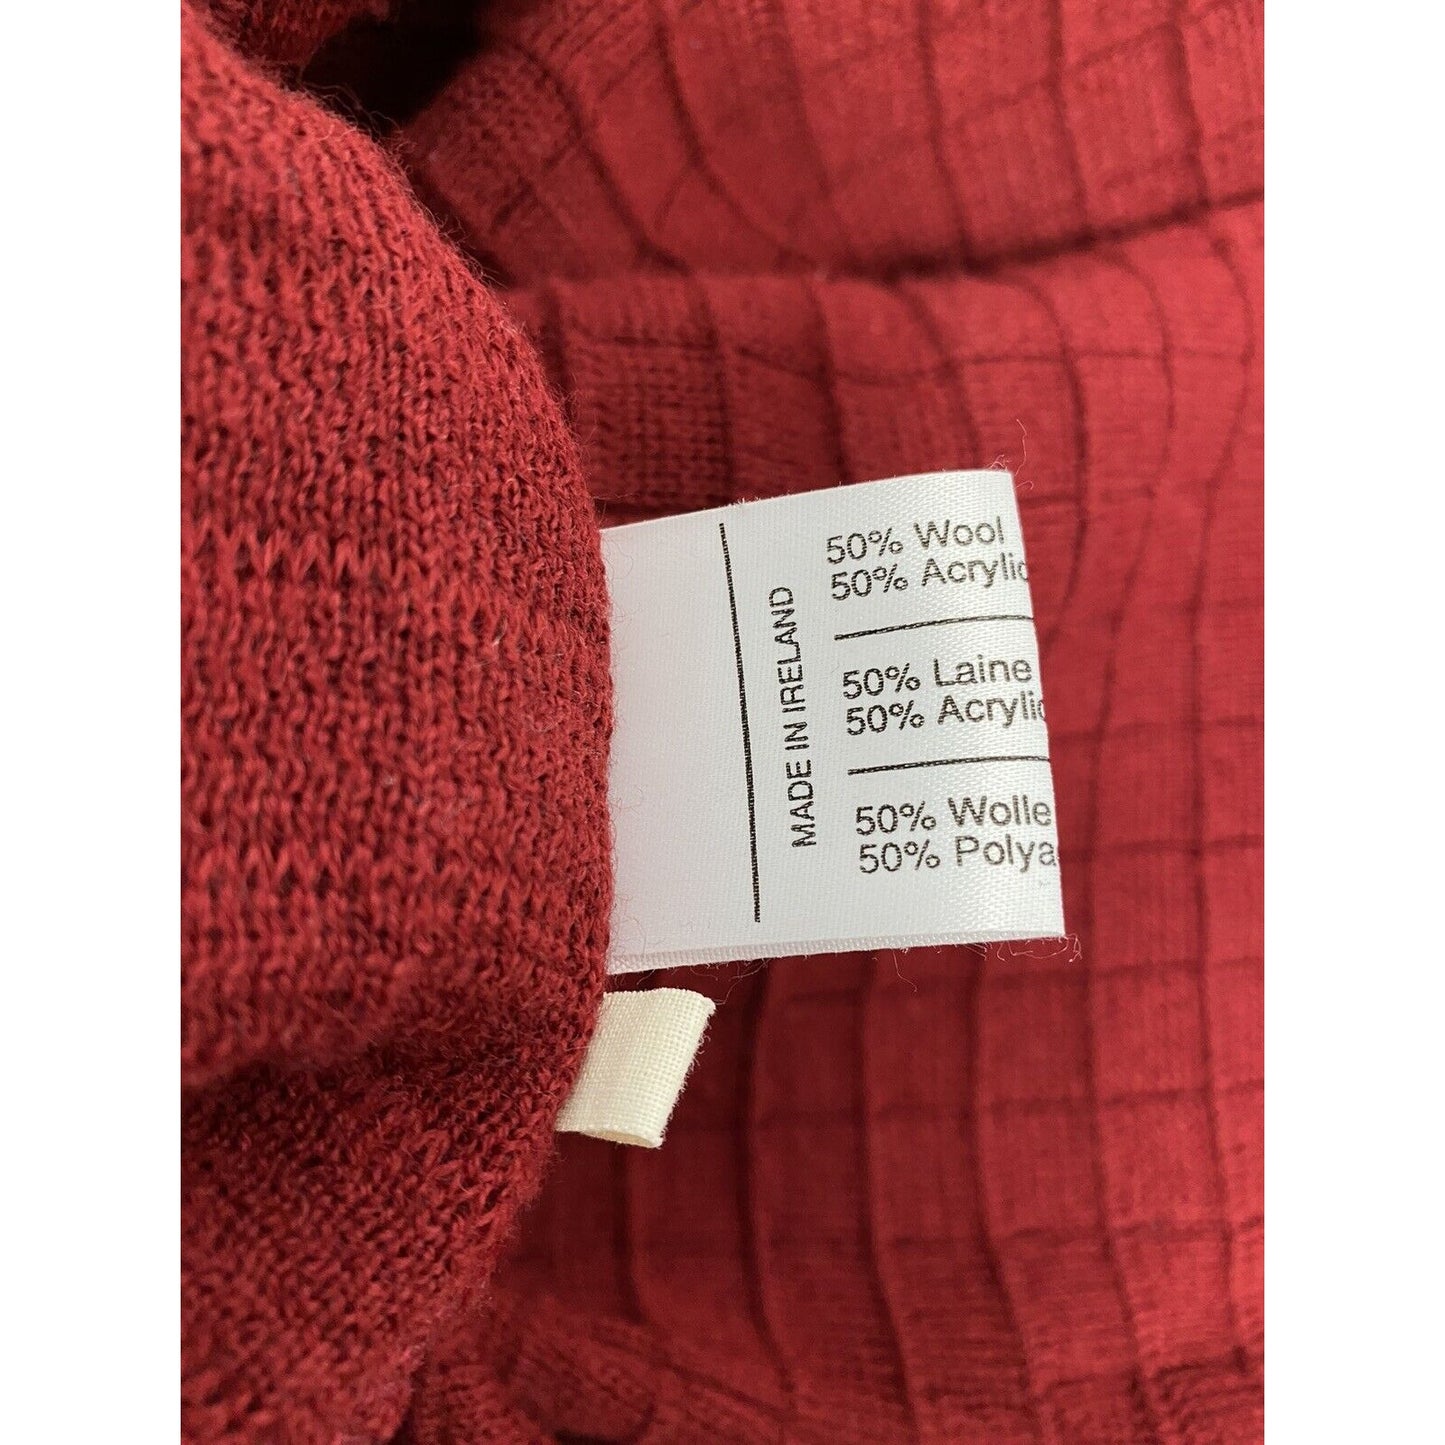 MADE IN IRELAND
50% Wool
50% Acrylic
50% Laine
50% Acrylic
50% Wolle
50% Polya